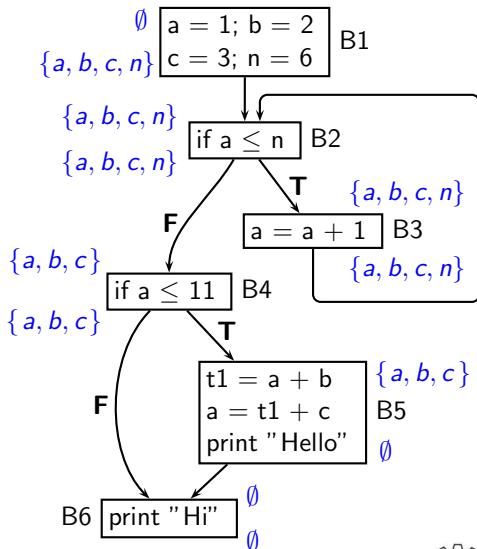 ∅
a = 1; b = 2
c = 3; n = 6
B1
{a, b, c, n}
{a, b, c, n}
if a ≤ n
B2
{a, b, c, n}
T
F
{a, b, c, n}
a = a + 1
B3
{a, b, c, n}
{a, b, c}
if a ≤ 11
B4
{a, b, c}
T
F
t1 = a + b
a = t1 + c
print "Hello"
{a, b, c}
B5
∅
B6
print "Hi"
∅
∅